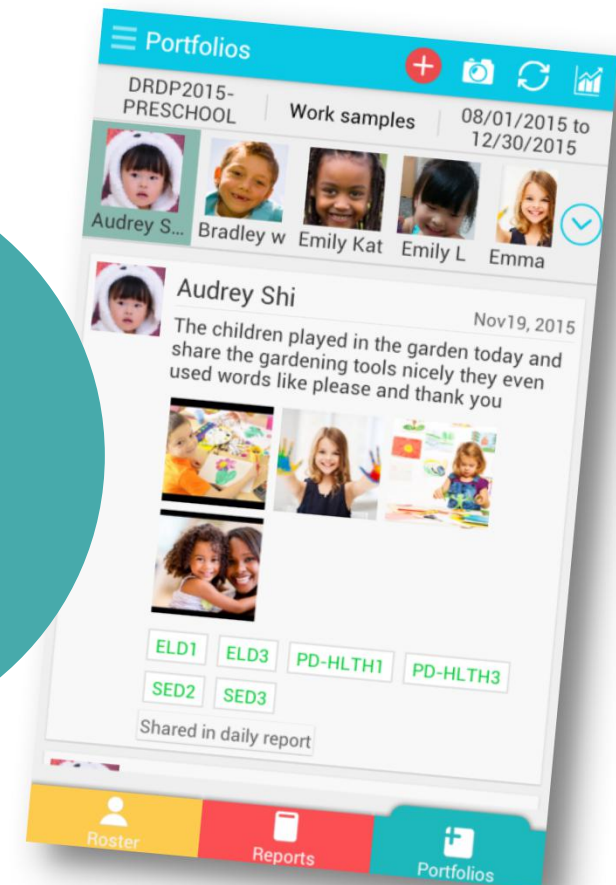 Portfolios
DRDP2015-
PRESCHOOL
Work samples
08/01/2015 to
12/30/2015
Audrey S...
Bradley w
Emily Kat
Emily L
Emma
Audrey Shi
Nov19, 2015
The children played in the garden today and
share the gardening tools nicely they even
used words like please and thank you
ELD1
ELD3
PD-HLTH1
PD-HLTH3
SED2
SED3
Shared in daily report
Roster
Reports
Portfolios